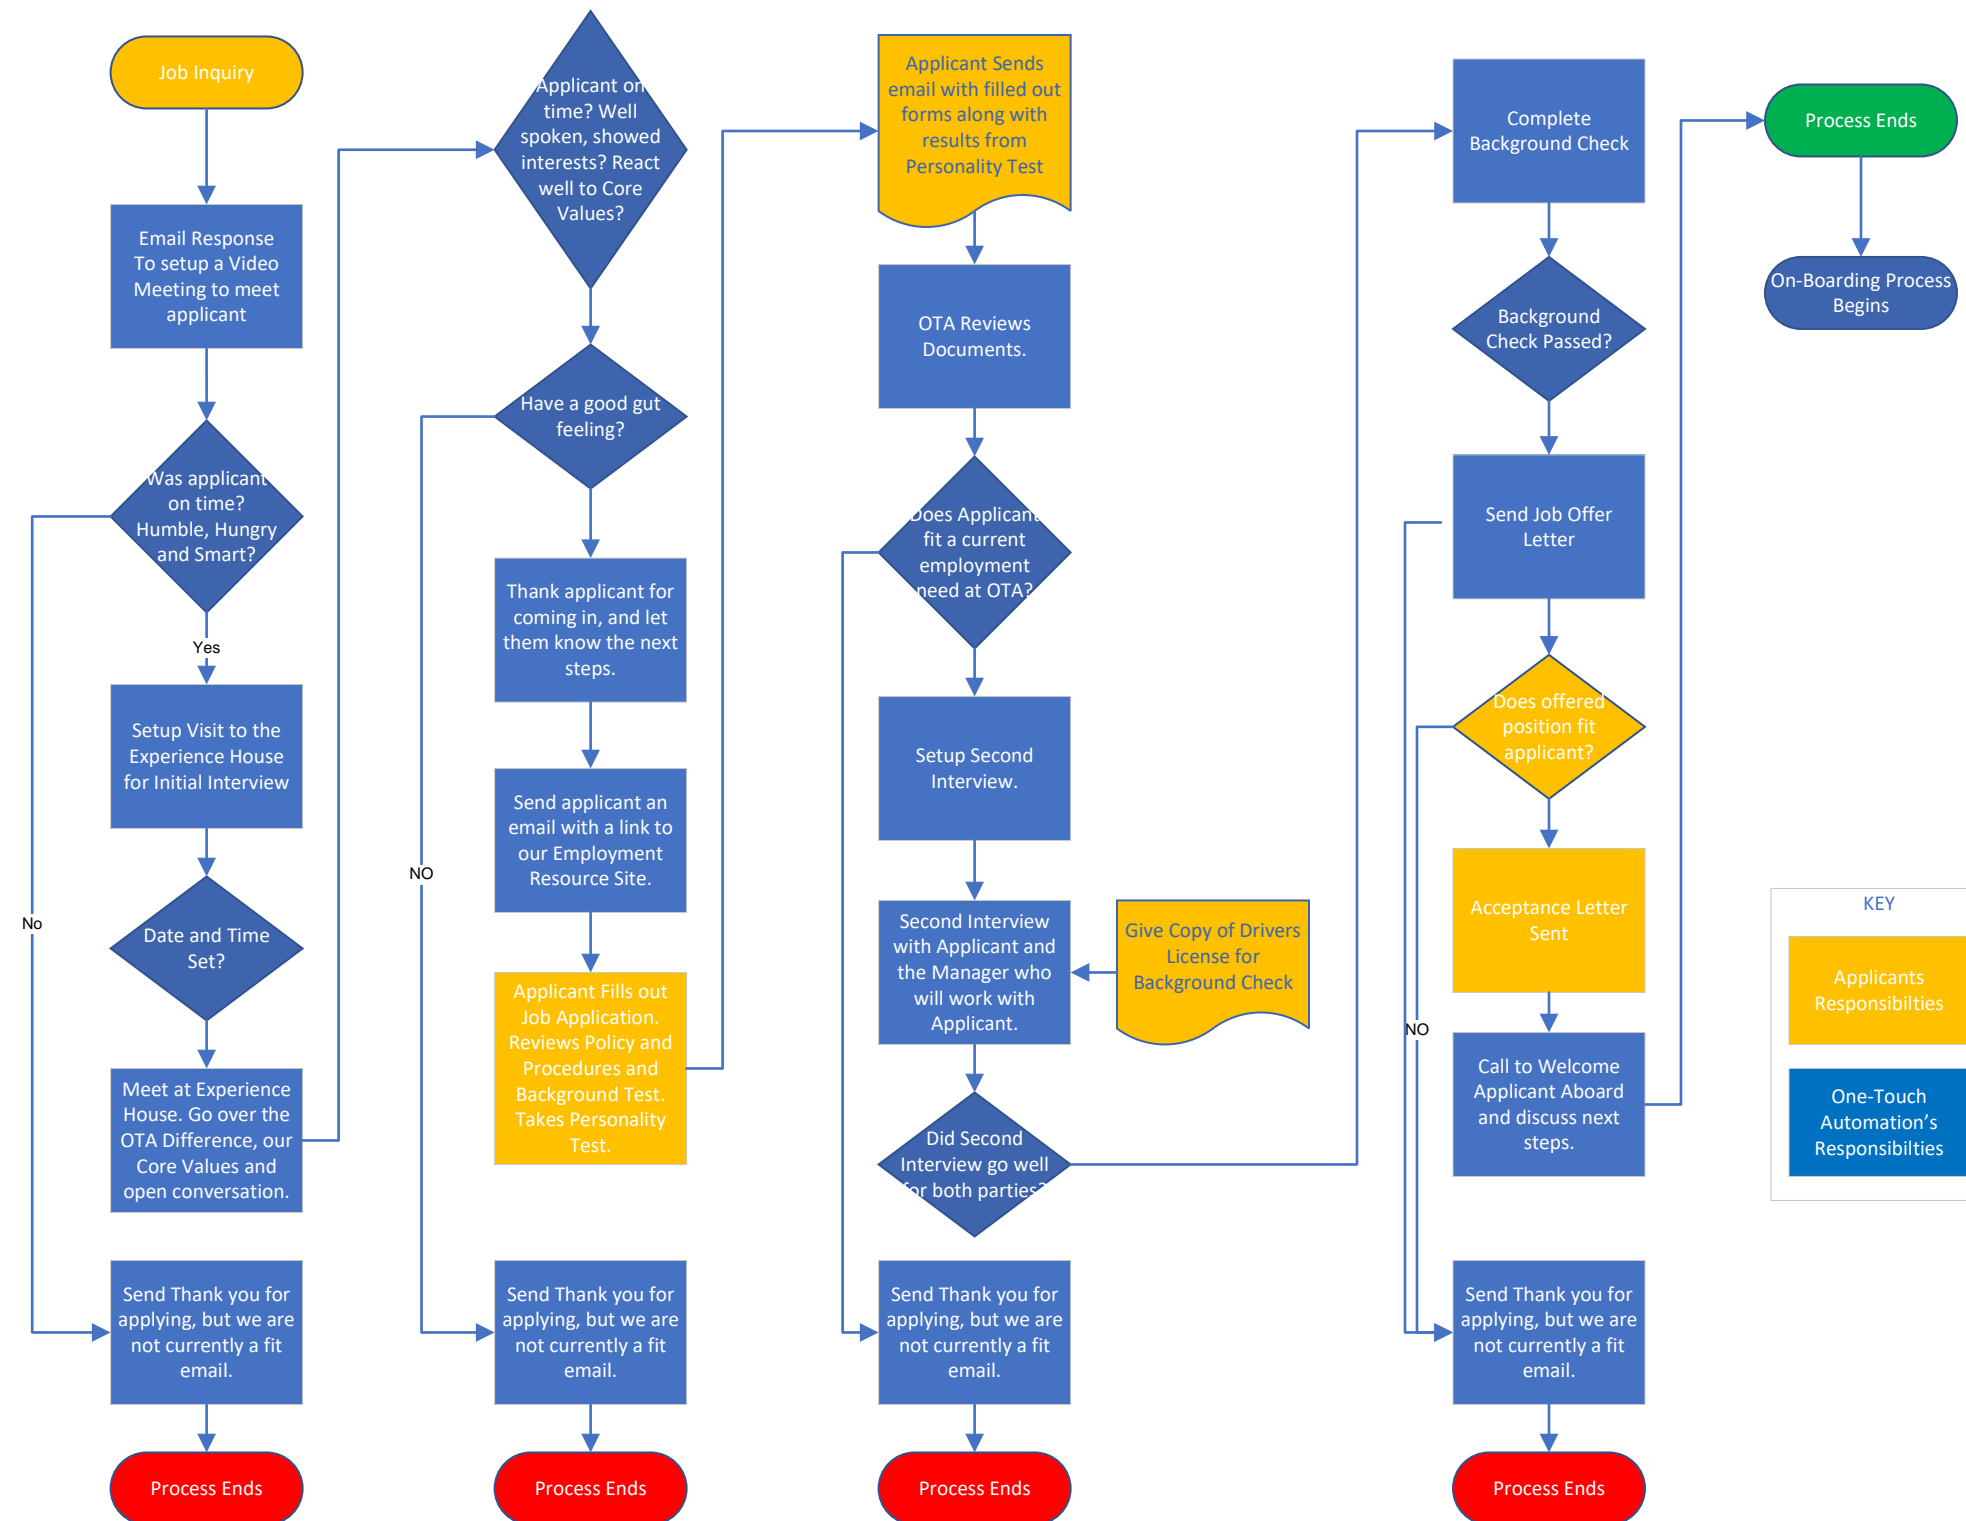 Job Inquiry
Email Response
To setup a Video
Meeting to meet
applicant
Was applicant
on time?
Humble, Hungry
and Smart?
Yes
No
Setup Visit to the
Experience House
for Initial Interview
Date and Time
Set?
Meet at Experience
House. Go over the
OTA Difference, our
Core Values and
open conversation.
Send Thank you for
applying, but we are
not currently a fit
email.
Process Ends
Applicant on
time? Well
spoken, showed
interests? React
well to Core
Values?
Have a good gut
feeling?
NO
Thank applicant for
coming in, and let
them know the next
steps.
Send applicant an
email with a link to
our Employment
Resource Site.
Applicant Fills out
Job Application.
Reviews Policy and
Procedures and
Background Test.
Takes Personality
Test.
Send Thank you for
applying, but we are
not currently a fit
email.
Process Ends
Applicant Sends
email with filled out
forms along with
results from
Personality Test
OTA Reviews
Documents.
Does Applicant
fit a current
employment
need at OTA?
Setup Second
Interview.
Second Interview
with Applicant and
the Manager who
will work with
Applicant.
Give Copy of Drivers
License for
Background Check
Did Second
Interview go well
for both parties?
Send Thank you for
applying, but we are
not currently a fit
email.
Process Ends
Complete
Background Check
Background
Check Passed?
Send Job Offer
Letter
Does offered
position fit
applicant?
NO
Acceptance Letter
Sent
Call to Welcome
Applicant Aboard
and discuss next
steps.
Send Thank you for
applying, but we are
not currently a fit
email.
Process Ends
Process Ends
On-Boarding Process
Begins
KEY
Applicants
Responsibilties
One-Touch
Automation’s
Responsibilties